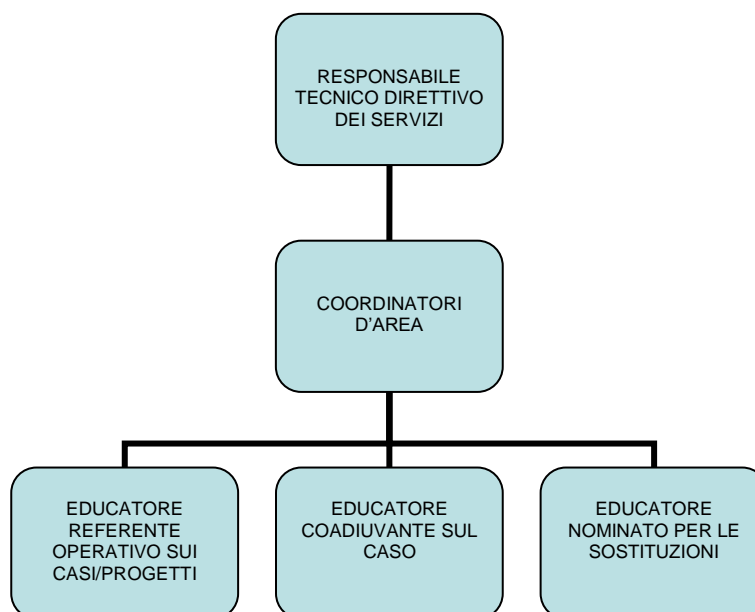 RESPONSABILE
TECNICO DIRETTIVO
DEI SERVIZI
COORDINATORI
D'AREA
EDUCATORE
REFERENTE
OPERATIVO SUI
CASI/PROGETTI
EDUCATORE
COADIUVANTE SUL
CASO
EDUCATORE
NOMINATO PER LE
SOSTITUZIONI